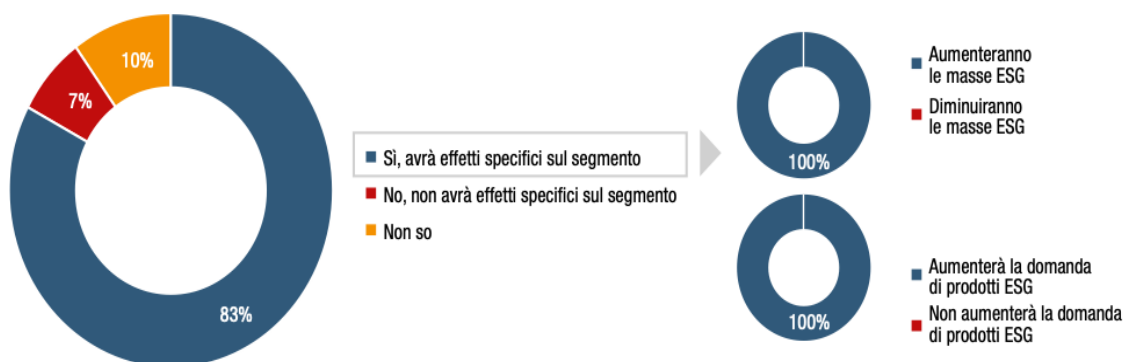 10%
7%
83%
Sì, avrà effetti specifici sul segmento
No, non avrà effetti specifici sul segmento
Non so
100%
Aumenteranno
le masse ESG
Diminuiranno
le masse ESG
100%
Aumenterà la domanda
di prodotti ESG
Non aumenterà la domanda
di prodotti ESG